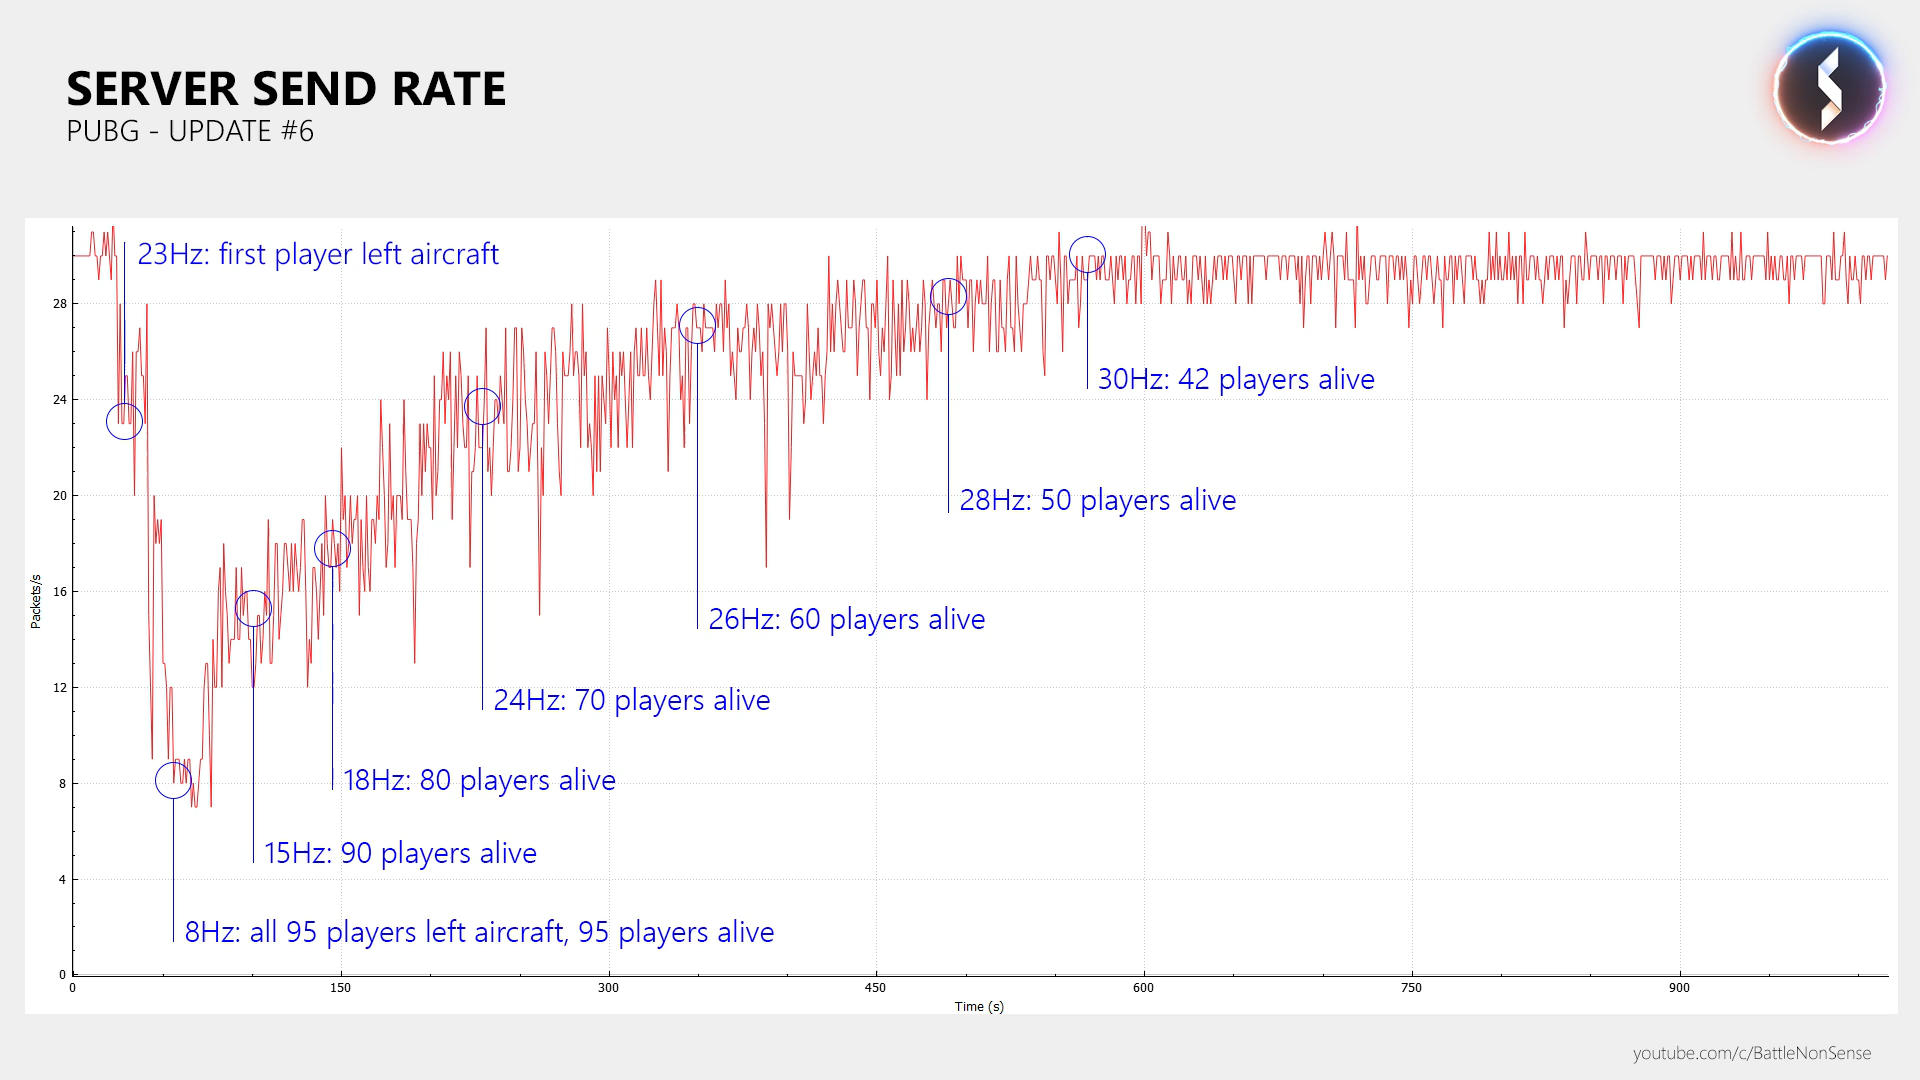 SERVER SEND RATE
PUBG - UPDATE #6
23Hz: first player left aircraft
28
30Hz: 42 players alive
24
28Hz: 50 players alive
20
16
Packets/s
26Hz: 60 players alive
12
24Hz: 70 players alive
8
18Hz: 80 players alive
15Hz: 90 players alive
4
8Hz: all 95 players left aircraft, 95 players alive
0
0 150 300 450 600 750 900
Time (s)
youtube.com/c/BattleNonSense